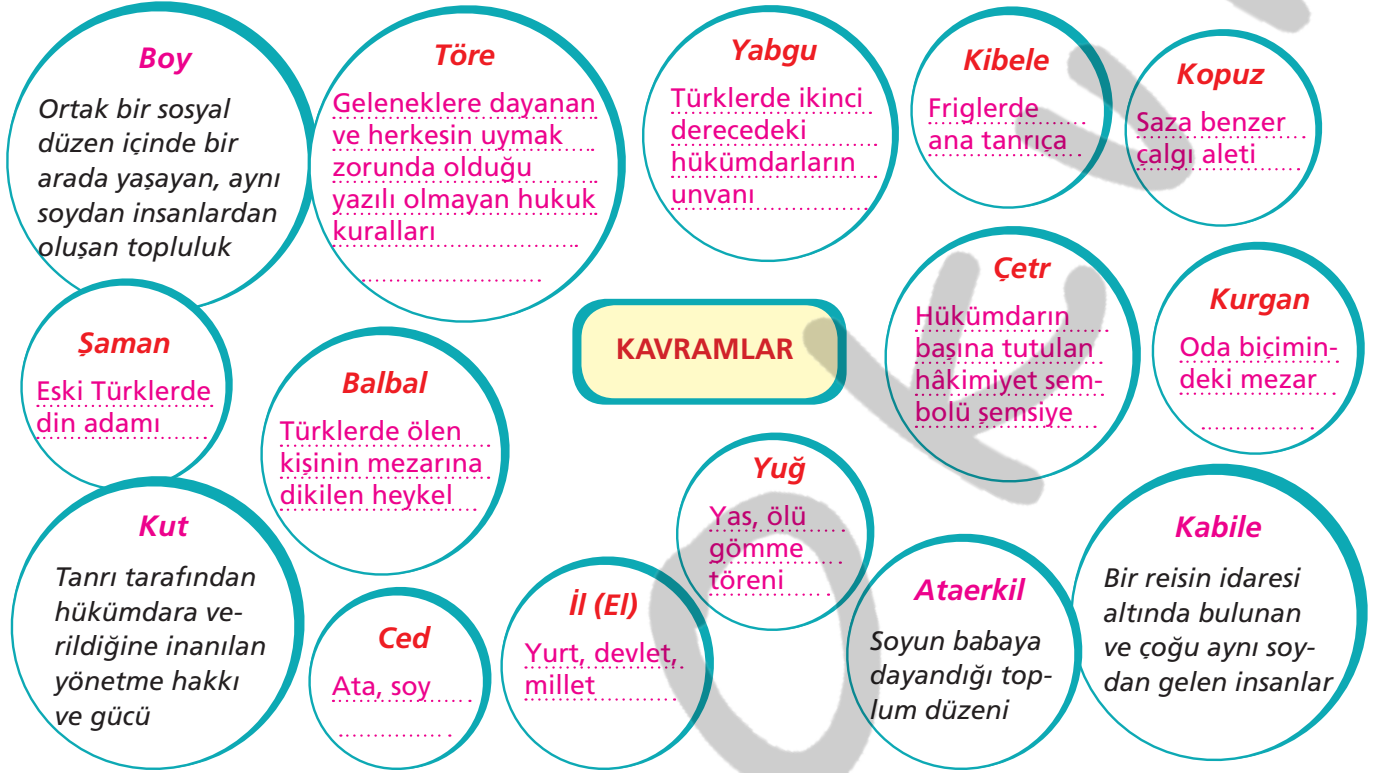 Boy
Ortak bir sosyal
düzen içinde bir
arada yaşayan, aynı
soydan insanlardan
oluşan topluluk
Töre
Geleneklere dayanan
ve herkesin uymak
zorunda olduğu
yazılı olmayan hukuk
kuralları
Yabgu
Türklerde ikinci
derecedeki
hükümdarların
unvanı
Kibele
Friglerde
ana tanrıça
Kopuz
Saza benzer
çalgı aleti
Şaman
Eski Türklerde
din adamı
Balbal
Türklerde ölen
kişinin mezarına
dikilen heykel
KAVRAMLAR
Çetr
Hükümdarın
başına tutulan
hâkimiyet sem-
bolü şemsiye
Kurgan
Oda biçimin-
deki mezar
Kut
Tanrı tarafından
hükümdara ve-
rildiğine inanılan
yönetme hakkı
ve gücü
Ced
Ata, soy
İl (El)
Yurt, devlet,
millet
Yuğ
Yas, ölü
gömme
töreni
Ataerkil
Soyun babaya
dayandığı top-
lum düzeni
Kabile
Bir reisin idaresi
altında bulunan
ve çoğu aynı soy-
dan gelen insanlar